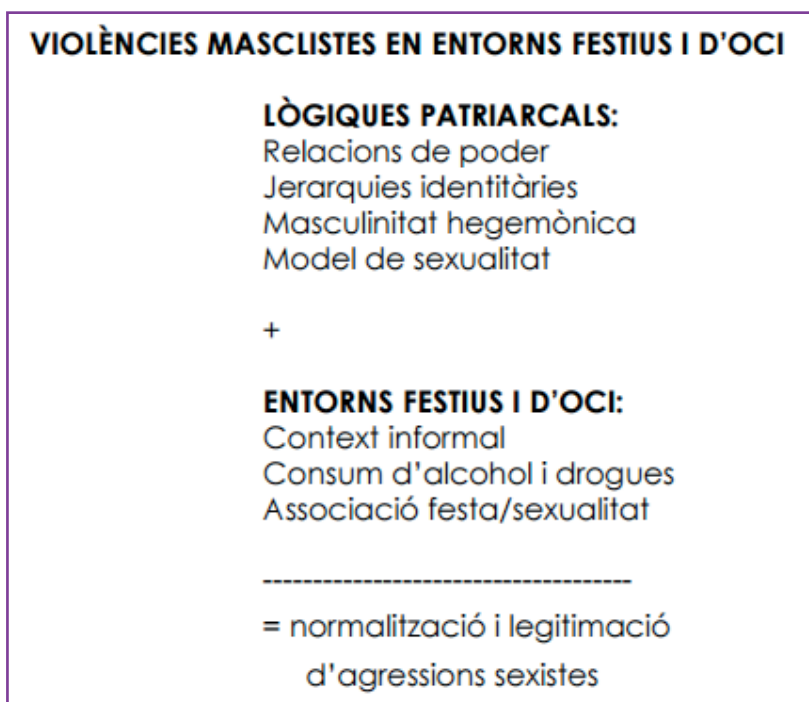 VIOLÈNCIES MASCLISTES EN ENTORNS FESTIUS I D'OCI
LÒGIQUES PATRIARCALS:
Relacions de poder
Jerarquies identitàries
Masculinitat hegemònica
Model de sexualitat
+
ENTORNS FESTIUS I D'OCI:
Context informal
Consum d'alcohol i drogues
Associació festa/sexualitat
-------------------------------------
= normalització i legitimació
d'agressions sexistes